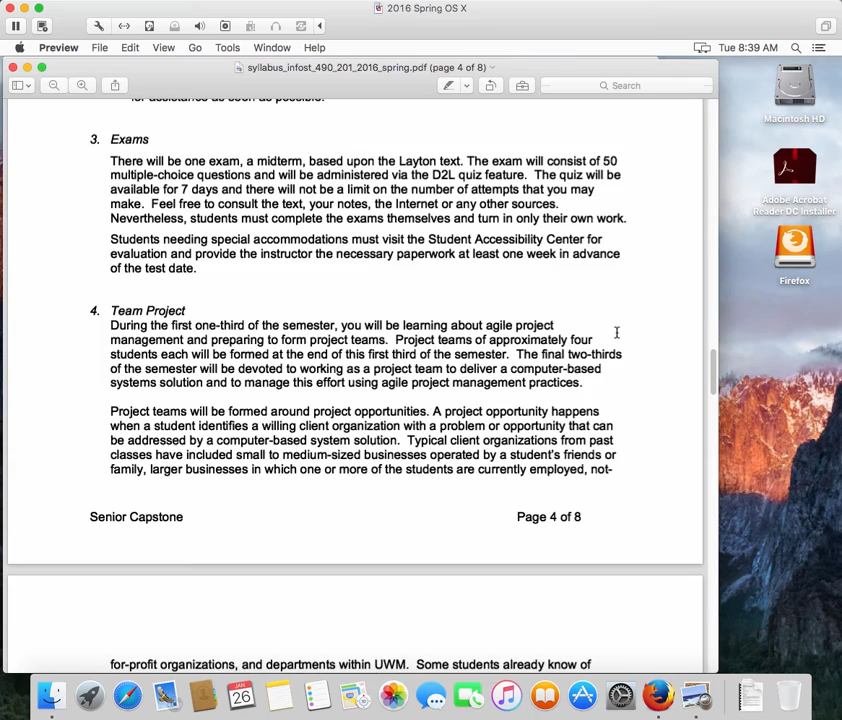 2016 Spring OS X
Preview File Edit View Go Tools Window Help Tue 8:39 AM
syllabus_infost_490_201_2016_spring.pdf (page 4 of 8)
Search
for assistance as soon as possible.
3. Exams
There will be one exam, a midterm, based upon the Layton text. The exam will consist of 50
multiple-choice questions and will be administered via the D2L quiz feature. The quiz will be
available for 7 days and there will not be a limit on the number of attempts that you may
make. Feel free to consult the text, your notes, the Internet or any other sources.
Nevertheless, students must complete the exams themselves and turn in only their own work.
Students needing special accommodations must visit the Student Accessibility Center for
evaluation and provide the instructor the necessary paperwork at least one week in advance
of the test date.
4. Team Project
During the first one-third of the semester, you will be learning about agile project
management and preparing to form project teams. Project teams of approximately four
students each will be formed at the end of this first third of the semester. The final two-thirds
of the semester will be devoted to working as a project team to deliver a computer-based
systems solution and to manage this effort using agile project management practices.
Project teams will be formed around project opportunities. A project opportunity happens
when a student identifies a willing client organization with a problem or opportunity that can
be addressed by a computer-based system solution. Typical client organizations from past
classes have included small to medium-sized businesses operated by a student's friends or
family, larger businesses in which one or more of the students are currently employed, not-
Senior Capstone Page 4 of 8
for-profit organizations, and departments within UWM. Some students already know of
Macintosh HD
Adobe Acrobat
Reader DC Installer
Firefox
JAN
26